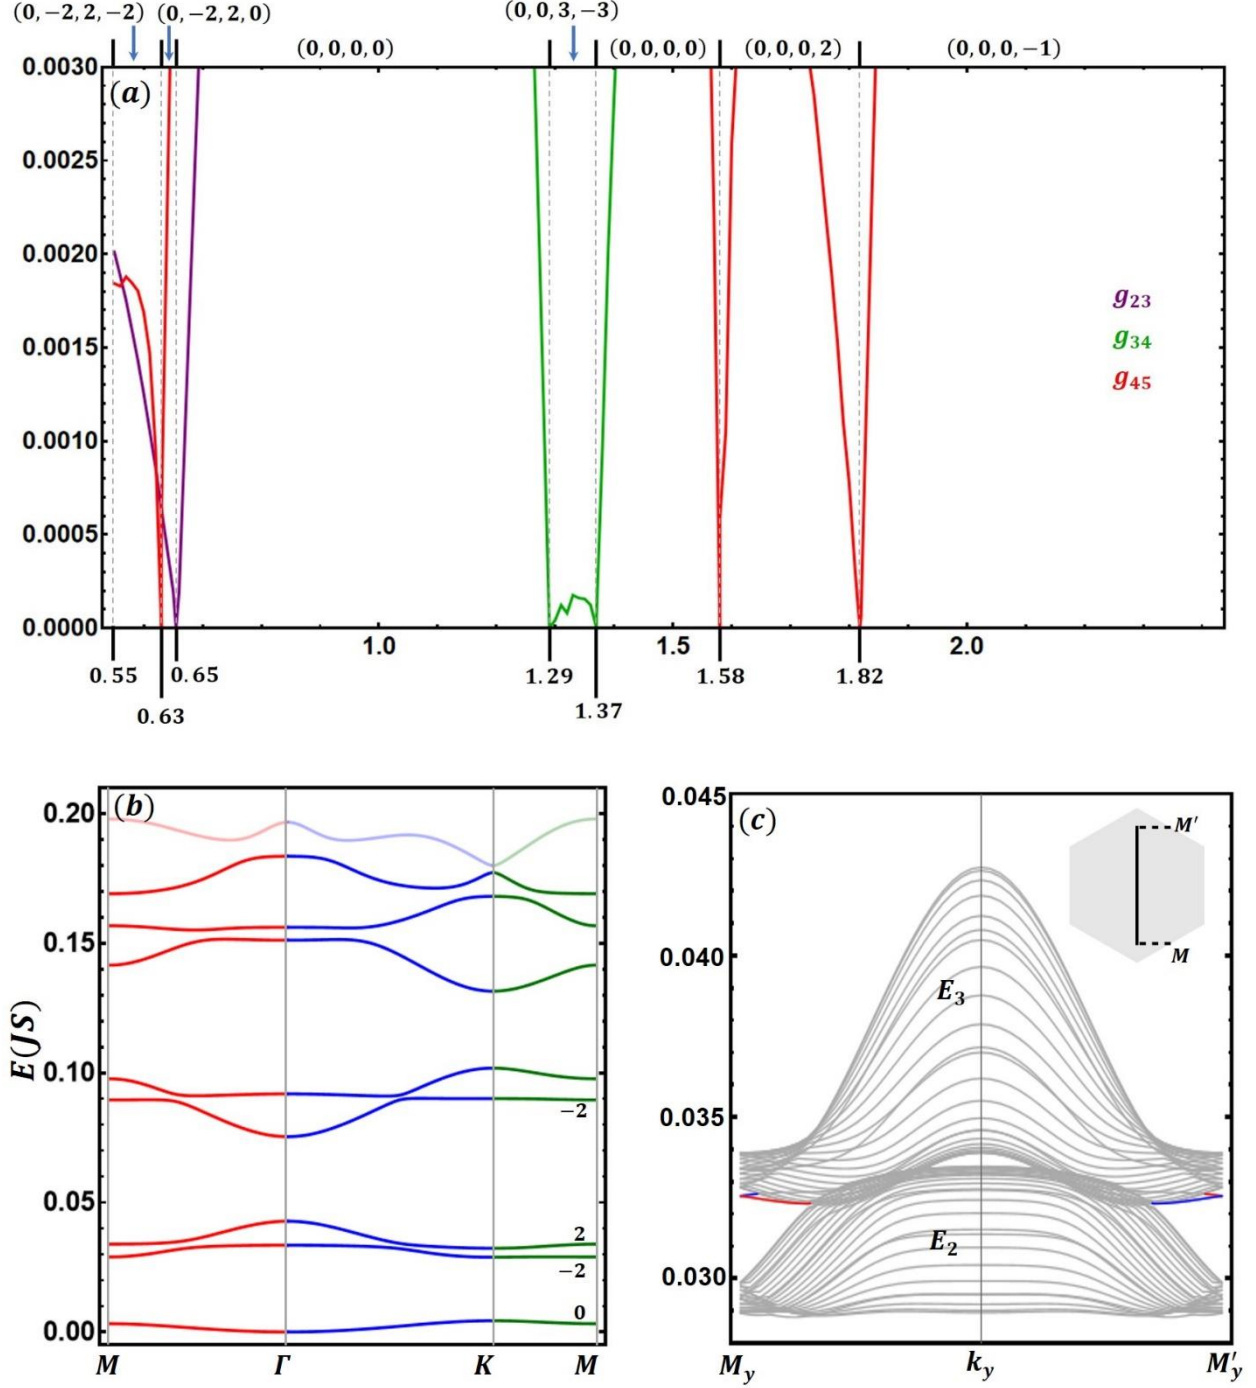 (0,−2,2,−2) (0,−2,2,0) (0,0,3,−3)
(0,0,0,0) (0,0,0,0) (0,0,0,2) (0,0,0,−1)
(a)
0.0030
0.0025
0.0020
0.0015
0.0010
0.0005
0.0000
g₂₃
g₃₄
g₄₅
1.0 1.5 2.0
0.55 0.65 1.29 1.58 1.82
0.63 1.37
(b)
E(JS)
0.20
0.15
0.10
0.05
0.00
−2
2
−2
0
M Γ K M
(c)
0.045
0.040
0.035
0.030
M′
M
E₃
E₂
M_y k_y M′_y